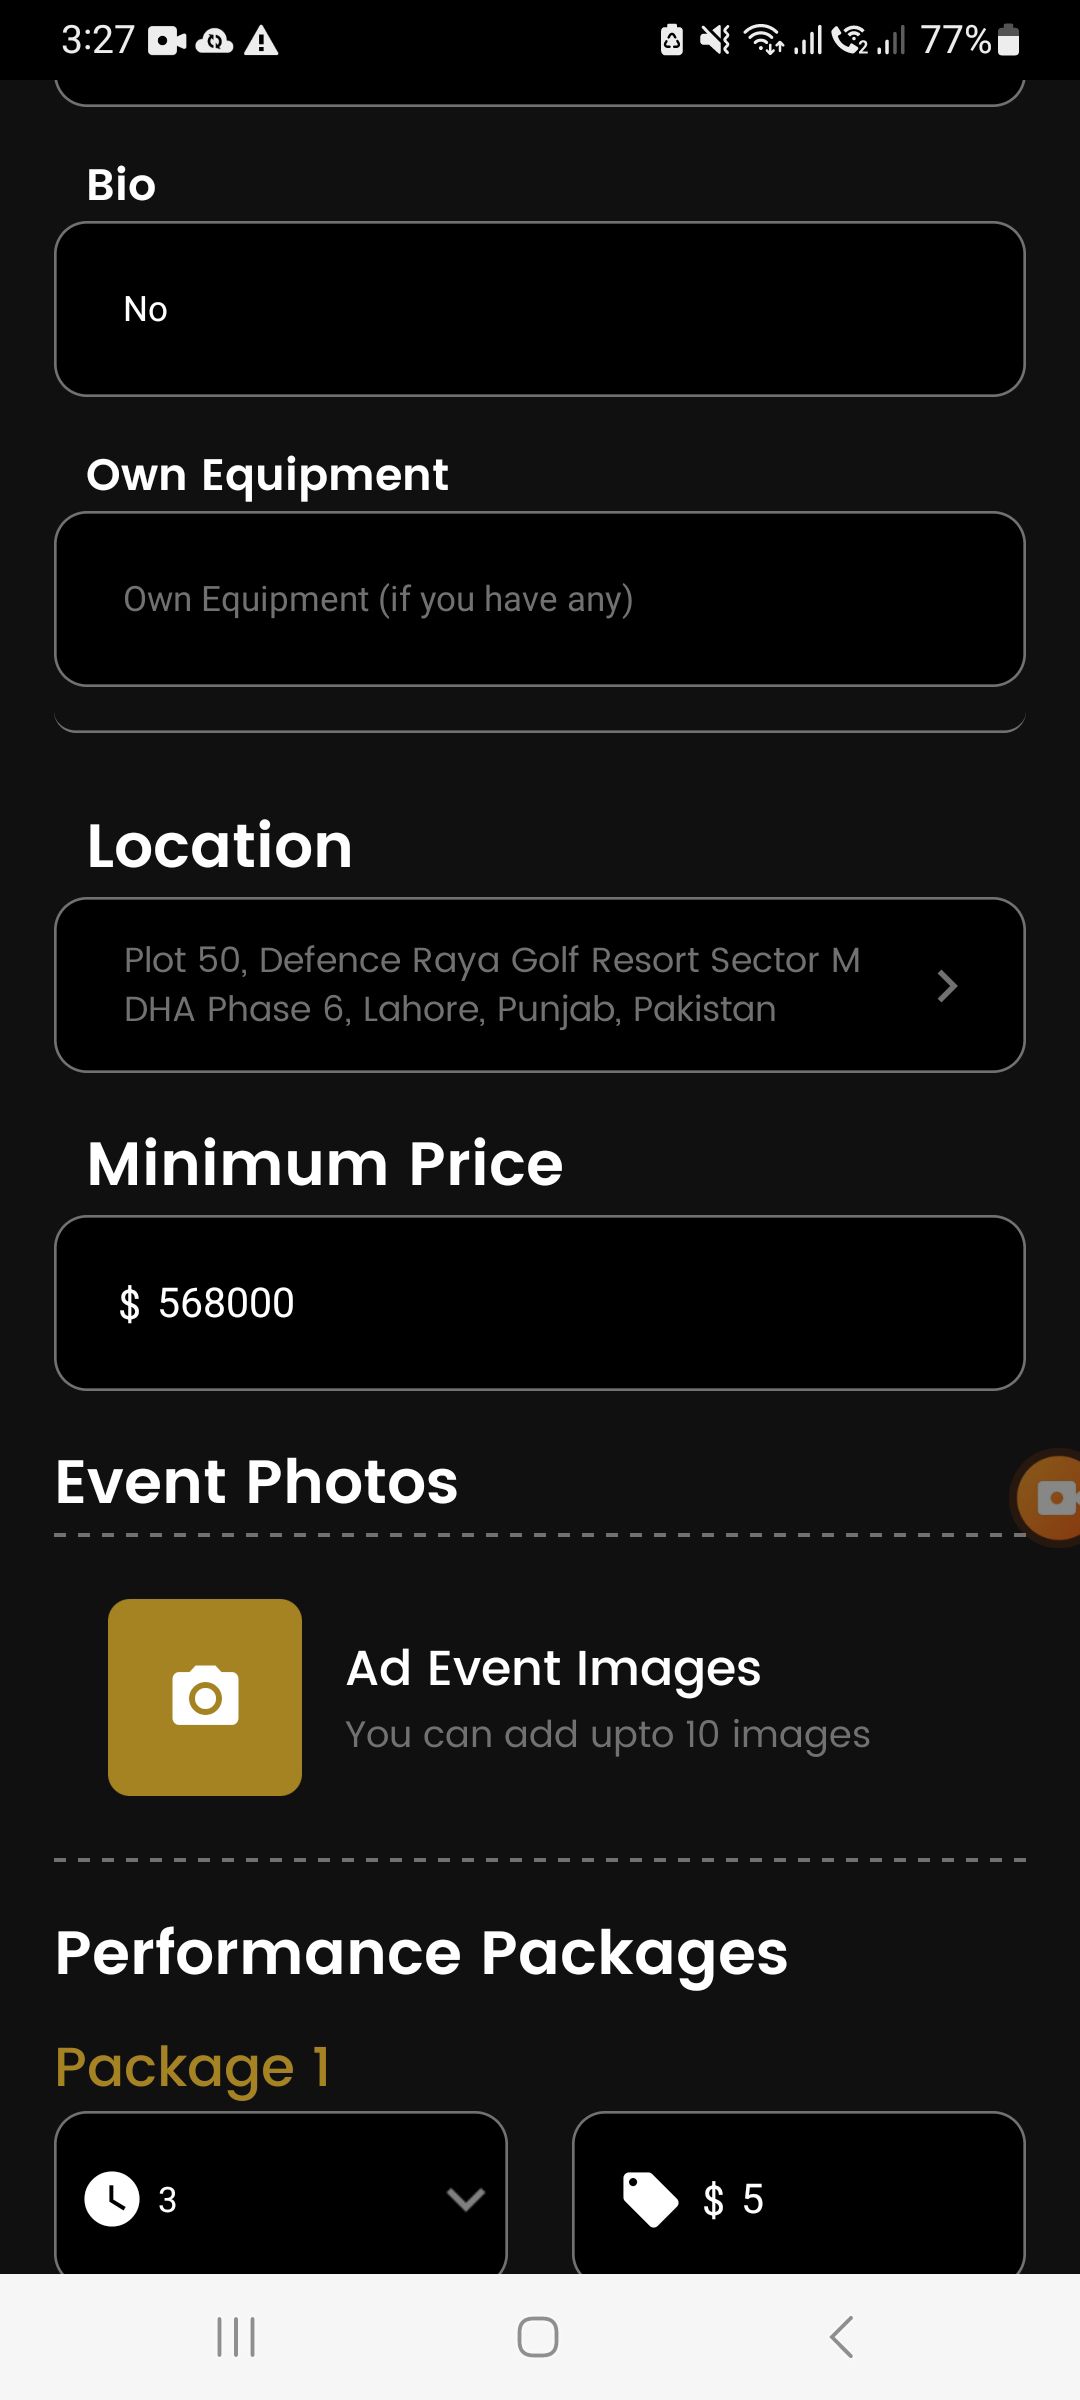 3:27
77%
Bio
No
Own Equipment
Own Equipment (if you have any)
Location
Plot 50, Defence Raya Golf Resort Sector M
DHA Phase 6, Lahore, Punjab, Pakistan
Minimum Price
$ 568000
Event Photos
Ad Event Images
You can add upto 10 images
Performance Packages
Package 1
3
$ 5